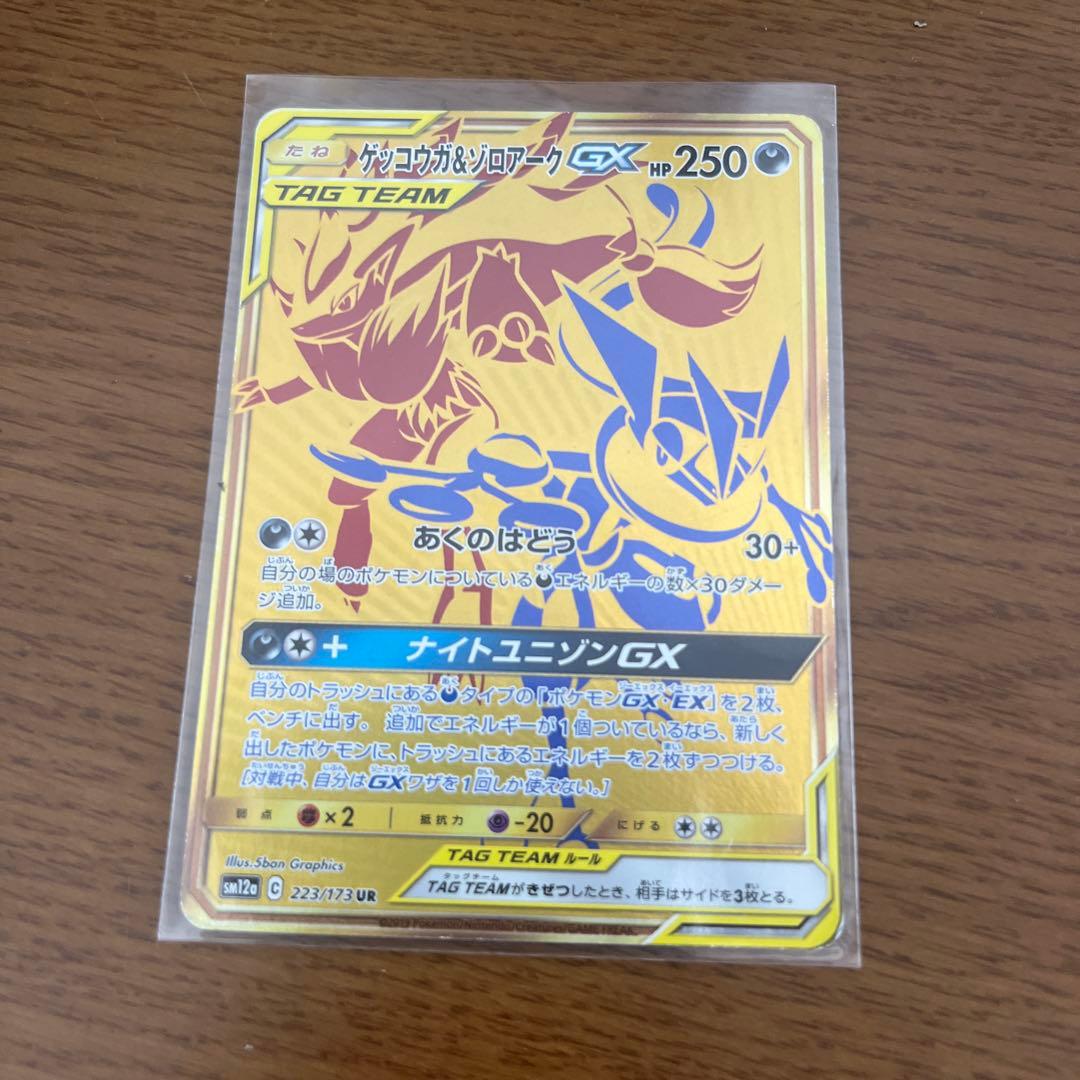 たね ゲッコウガ&ゾロアークGX HP 250
TAG TEAM
あくのはどう 30+
自分の場のポケモンについているエネルギーの数×30ダメー
ジ追加。
+ ナイトユニゾンGX
自分のトラッシュにあるタイプの「ポケモンGX・EX」を2枚、
ベンチに出す。追加でエネルギーが1個ついているなら、新しく
出したポケモンに、トラッシュにあるエネルギーを2枚ずつつける。
[対戦中、自分はGXワザを1回しか使えない。]
弱点 ×2 抵抗力 -20 にげる
Illus.5ban Graphics
TAG TEAM ルール
TAG TEAMがきぜつしたとき、相手はサイドを3枚とる。
SM12a C 223/173 UR
©2019 Pokémon/Nintendo/Creatures/GAME FREAK.